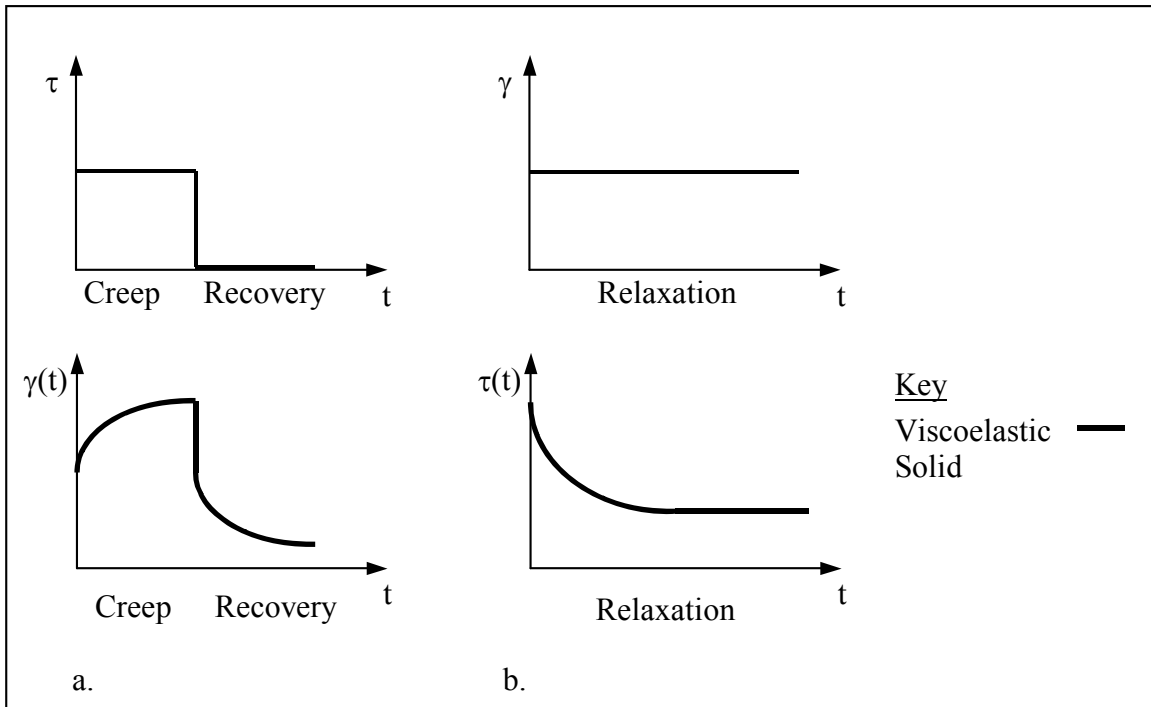 τ
Creep Recovery t
γ(t)
Creep Recovery t
a.
γ
Relaxation t
τ(t)
Relaxation t
b.
Key
Viscoelastic
Solid